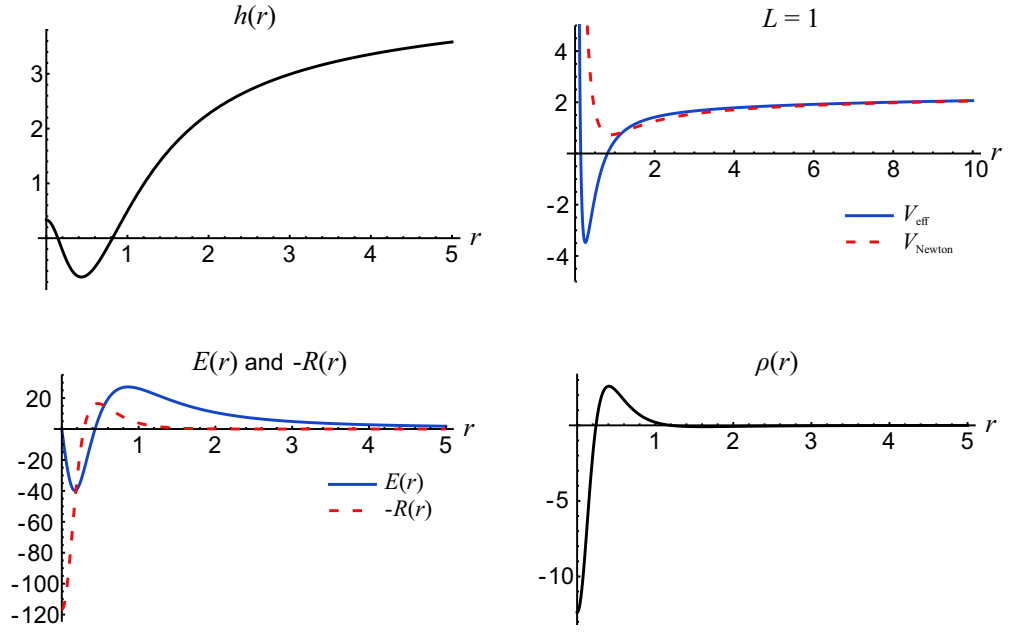 h(r)
3
2
1
1 2 3 4 5 r
L = 1
4
2
-2
-4
2 4 6 8 10 r
V_eff
V_Newton
E(r) and -R(r)
20
-20
-40
-60
-80
-100
-120
1 2 3 4 5 r
E(r)
-R(r)
ρ(r)
-5
-10
1 2 3 4 5 r